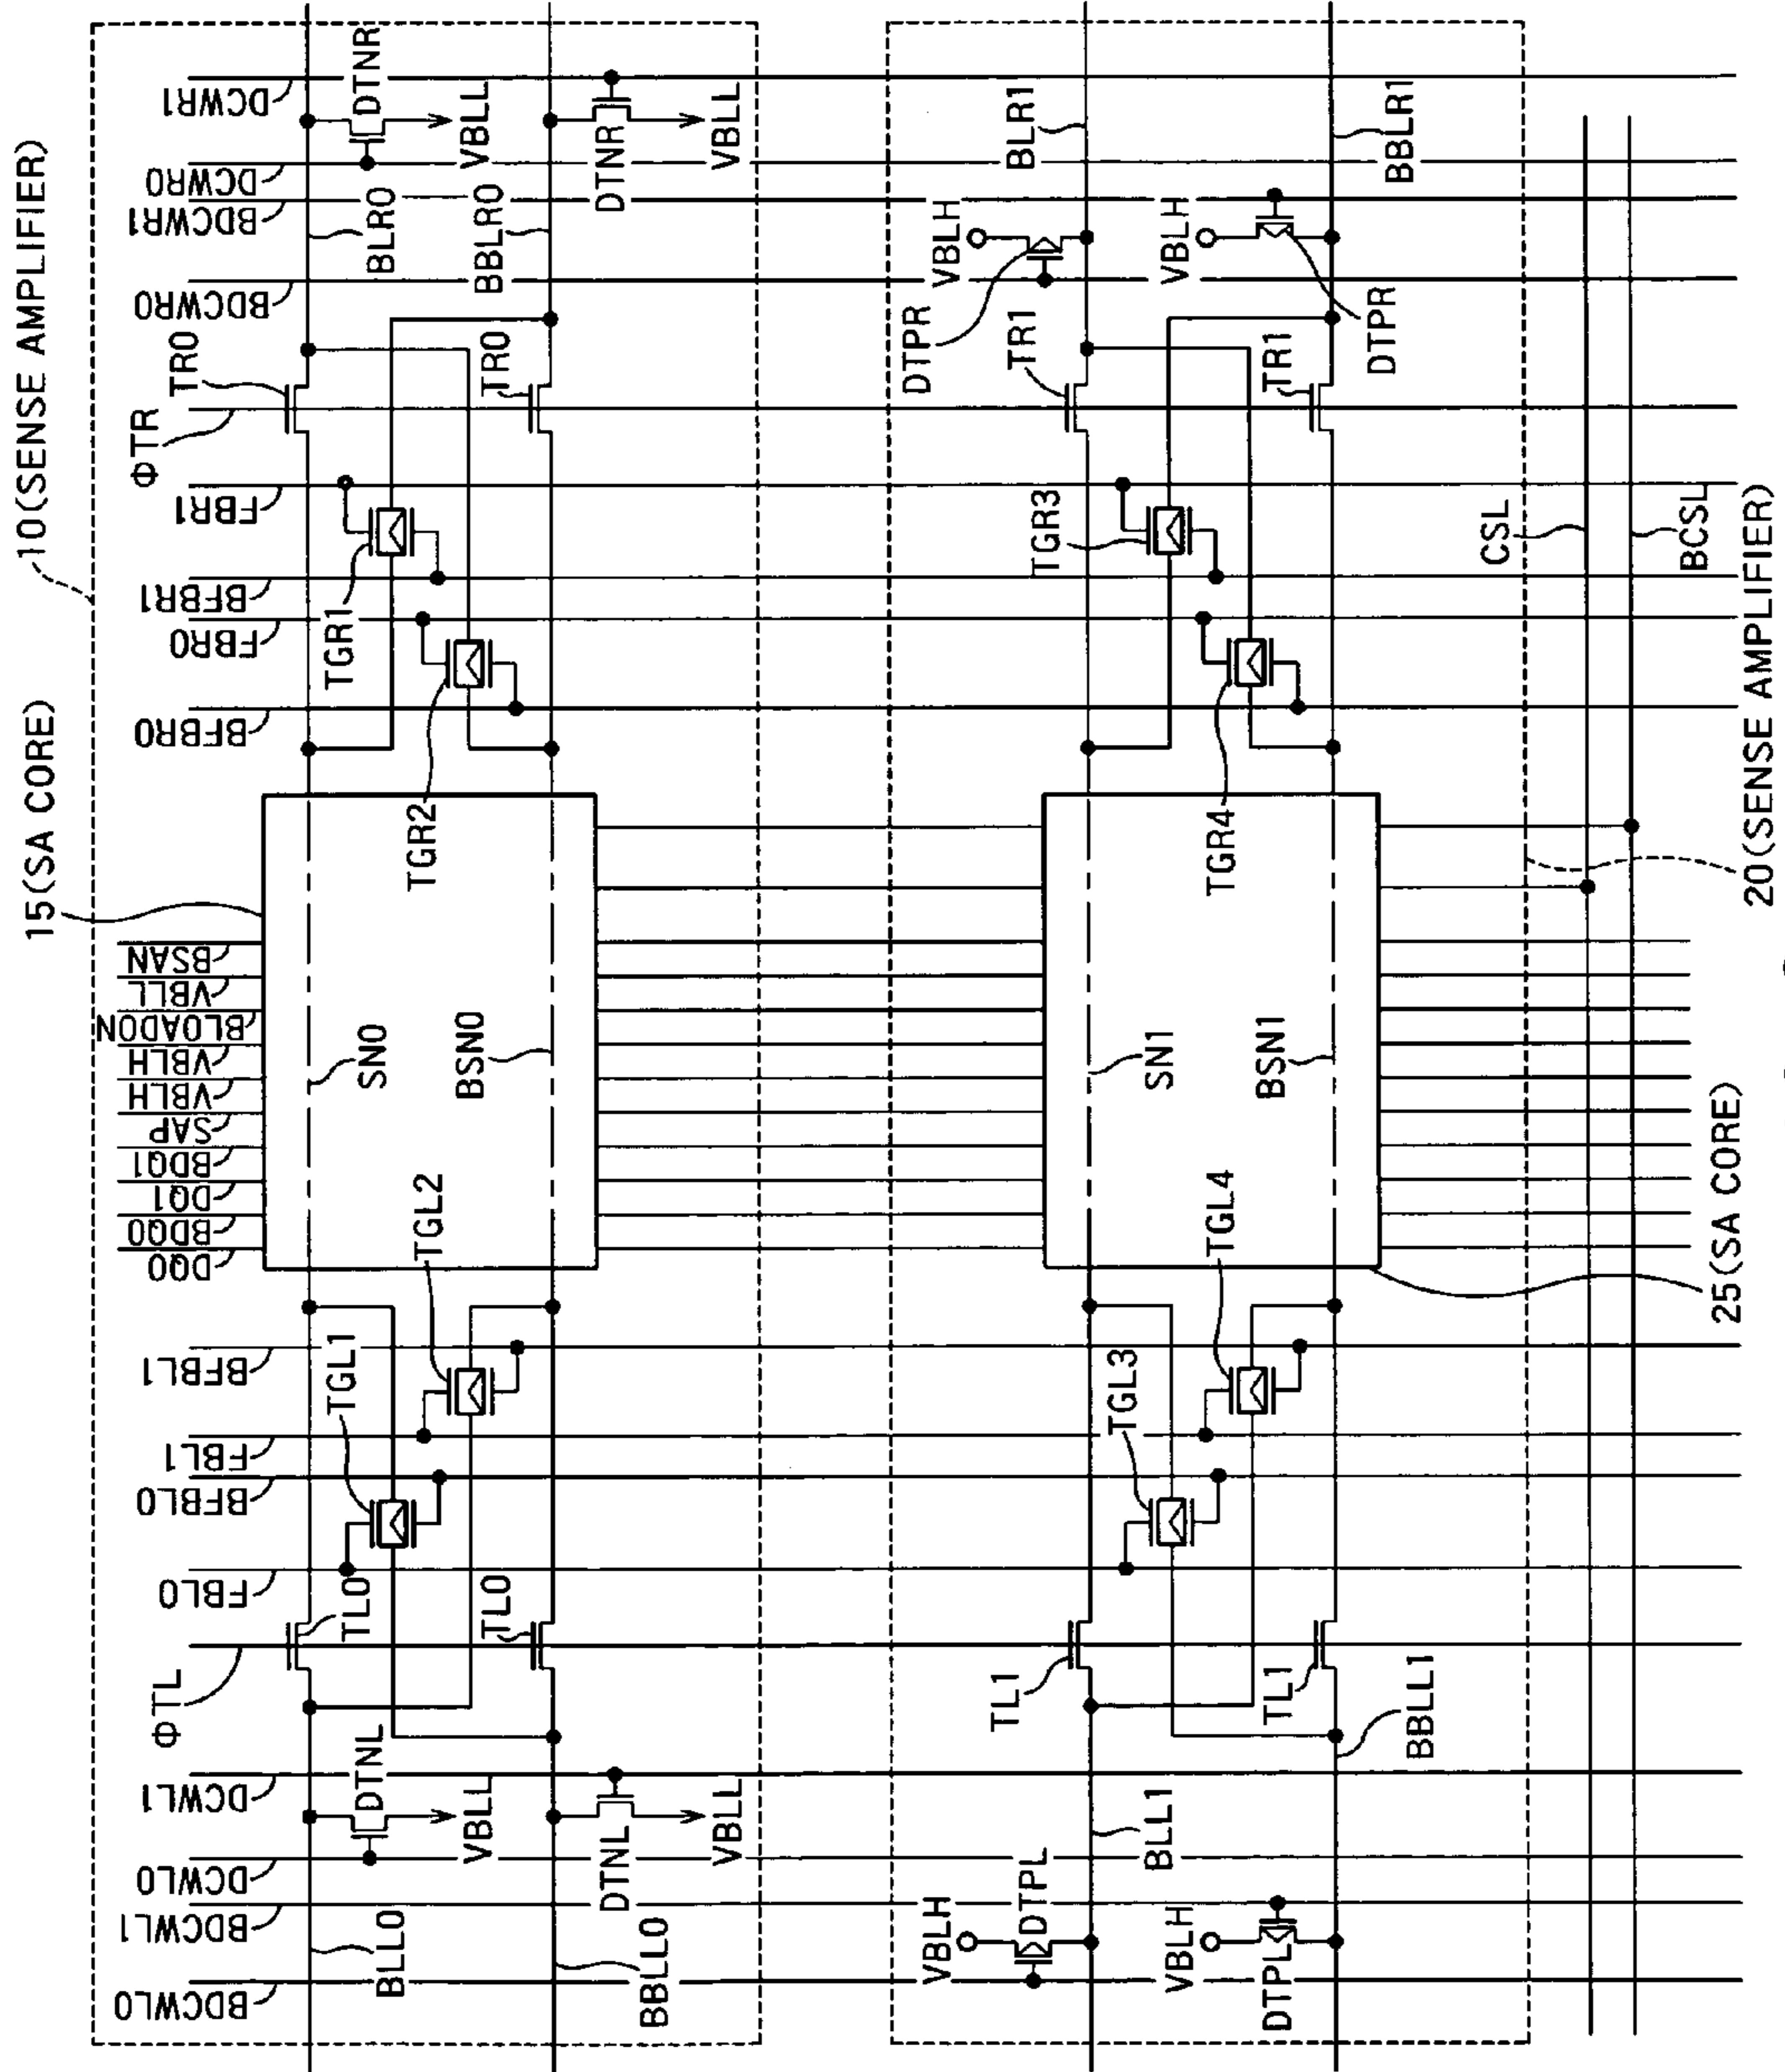 10(SENSE AMPLIFIER)
15(SA CORE)
DCWR1
DTNR
VBLL
DCWR0
BDCWR1
BLR0
BDCWR0
BBLR0
DTNR
VBLL
TR0
TR0
ΦTR
FBR1
TGR1
BFBR1
FBR0
TGR2
BFBR0
BSAN
VBLL
BLOADON
VBLH
VBLH
SAP
BDQ1
DQ1
BDQ0
DQ0
SN0
BSN0
TGL2
BFBL1
TGL1
FBL1
BFBL0
FBL0
TL0
TL0
ΦTL
DCWL1
DTNL
VBLL
DCWL0
BDCWL1
BLL0
BDCWL0
DTNL
VBLL
BBLL0
BLR1
BBLR1
VBLH
VBLH
DTPR
DTPR
TR1
TR1
TGR3
TGR4
CSL
BCSL
20(SENSE AMPLIFIER)
SN1
BSN1
25(SA CORE)
TGL4
TGL3
TL1
TL1
BBLL1
BLL1
VBLH
DTPL
VBLH
DTPL